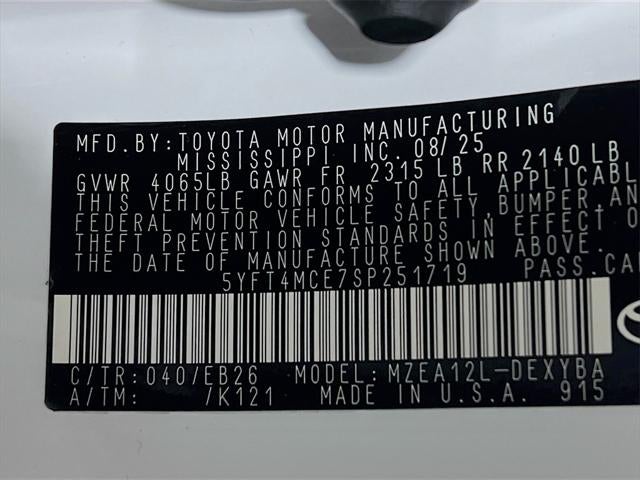 MFD.BY:TOYOTA MOTOR MANUFACTURING
MISSISSIPPI INC. 08/25
GVWR 4065LB GAWR FR 2315 LB RR 2140 LB
THIS VEHICLE CONFORMS TO ALL APPLICABL
FEDERAL MOTOR VEHICLE SAFETY, BUMPER, AN
THEFT PREVENTION STANDARDS IN EFFECT O
THE DATE OF MANUFACTURE SHOWN ABOVE.
5YFT4MCE7SP251719 PASS.CA
C/TR: 040/EB26 MODEL: MZEA12L-DEXYBA
A/TM: /K121 MADE IN U.S.A. 915